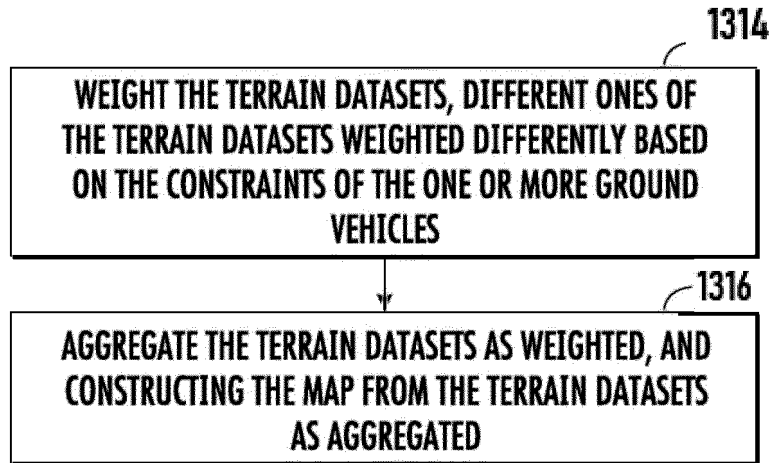 1314
WEIGHT THE TERRAIN DATASETS, DIFFERENT ONES OF
THE TERRAIN DATASETS WEIGHTED DIFFERENTLY BASED
ON THE CONSTRAINTS OF THE ONE OR MORE GROUND
VEHICLES
1316
AGGREGATE THE TERRAIN DATASETS AS WEIGHTED, AND
CONSTRUCTING THE MAP FROM THE TERRAIN DATASETS
AS AGGREGATED